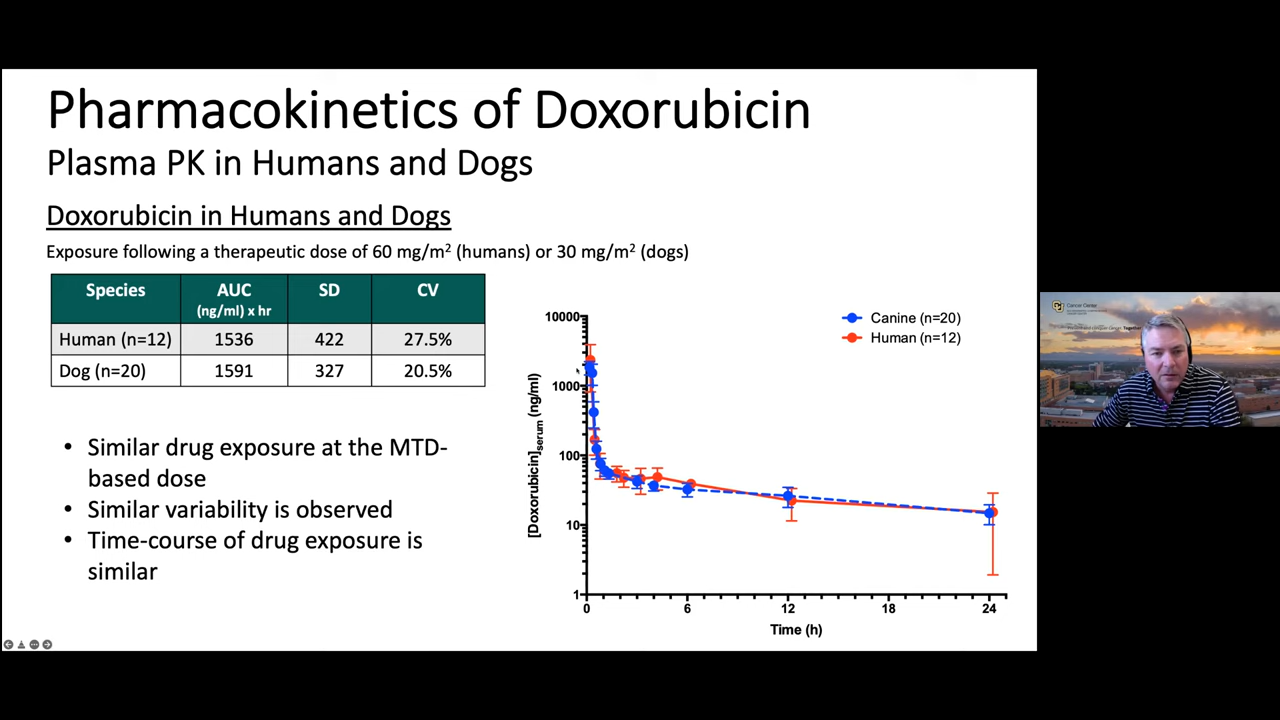 Pharmacokinetics of Doxorubicin
Plasma PK in Humans and Dogs
Doxorubicin in Humans and Dogs
Exposure following a therapeutic dose of 60 mg/m² (humans) or 30 mg/m² (dogs)
Species AUC (ng/ml) x hr SD CV
Human (n=12) 1536 422 27.5%
Dog (n=20) 1591 327 20.5%
• Similar drug exposure at the MTD-
based dose
• Similar variability is observed
• Time-course of drug exposure is
similar
Canine (n=20)
Human (n=12)
[Doxorubicin]serum (ng/ml)
10000
1000
100
10
1
0 6 12 18 24
Time (h)
Cancer Center